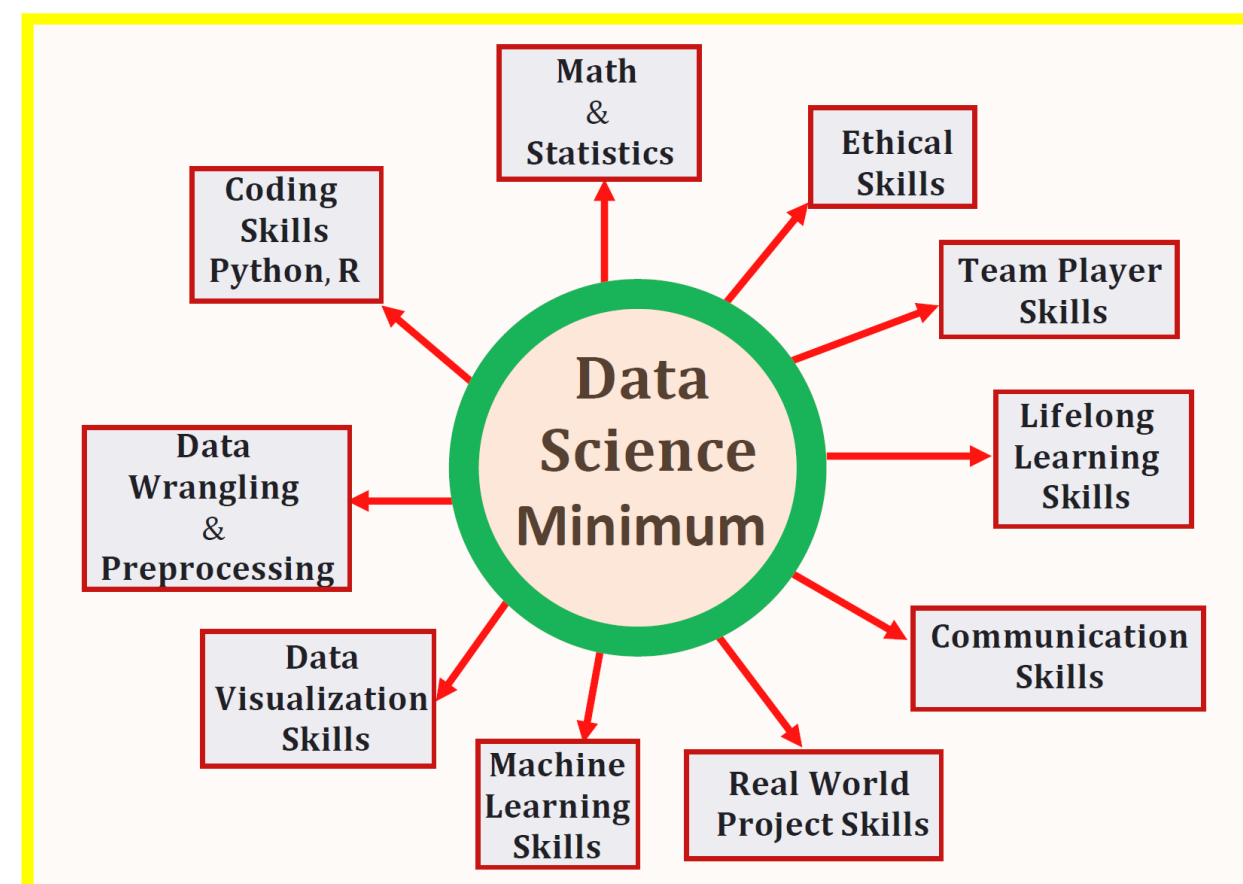 Math
&
Statistics
Ethical
Skills
Coding
Skills
Python, R
Team Player
Skills
Data
Science
Minimum
Lifelong
Learning
Skills
Data
Wrangling
&
Preprocessing
Communication
Skills
Data
Visualization
Skills
Machine
Learning
Skills
Real World
Project Skills